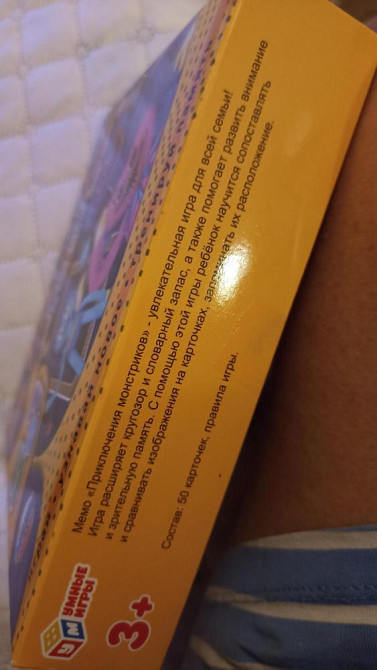 Мемо «Приключения монстриков» - увлекательная игра для всей семьи!
Игра расширяет кругозор и словарный запас, а также помогает развить внимание
и зрительную память. С помощью этой игры ребёнок научится сопоставлять
и сравнивать изображения на карточках, запоминать их расположение.
Состав: 50 карточек, правила игры.
УМ
УМНЫЕ
ИГРЫ
3+